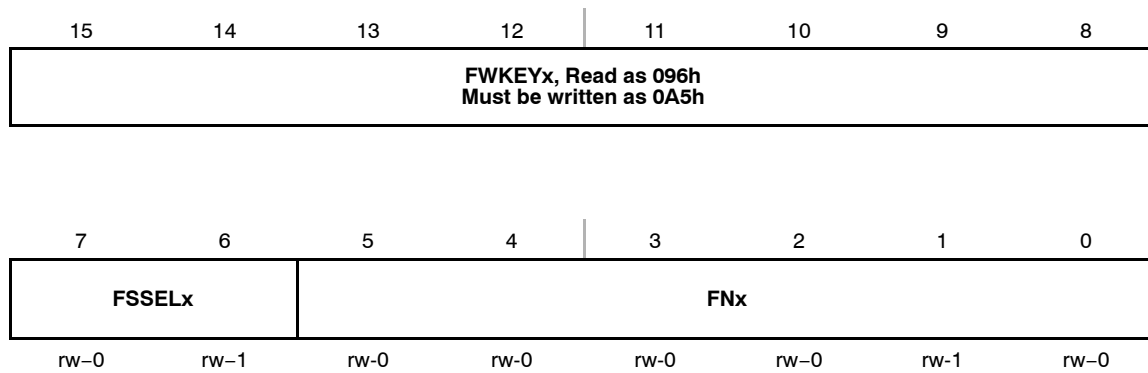 15 14 13 12 11 10 9 8
FWKEYx, Read as 096h
Must be written as 0A5h
7 6 5 4 3 2 1 0
FSSELx FNx
rw−0 rw−1 rw-0 rw-0 rw-0 rw−0 rw-1 rw−0